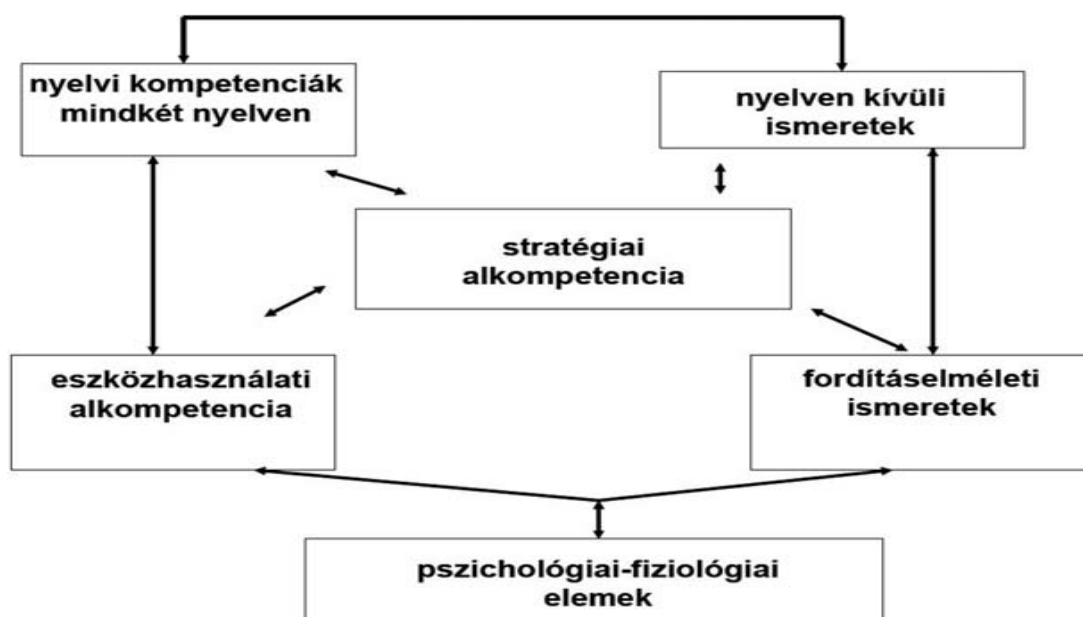 nyelvi kompetenciák
mindkét nyelven
nyelven kívüli
ismeretek
stratégiai
alkompetencia
eszközhasználati
alkompetencia
fordításelméleti
ismeretek
pszichológiai-fiziológiai
elemek